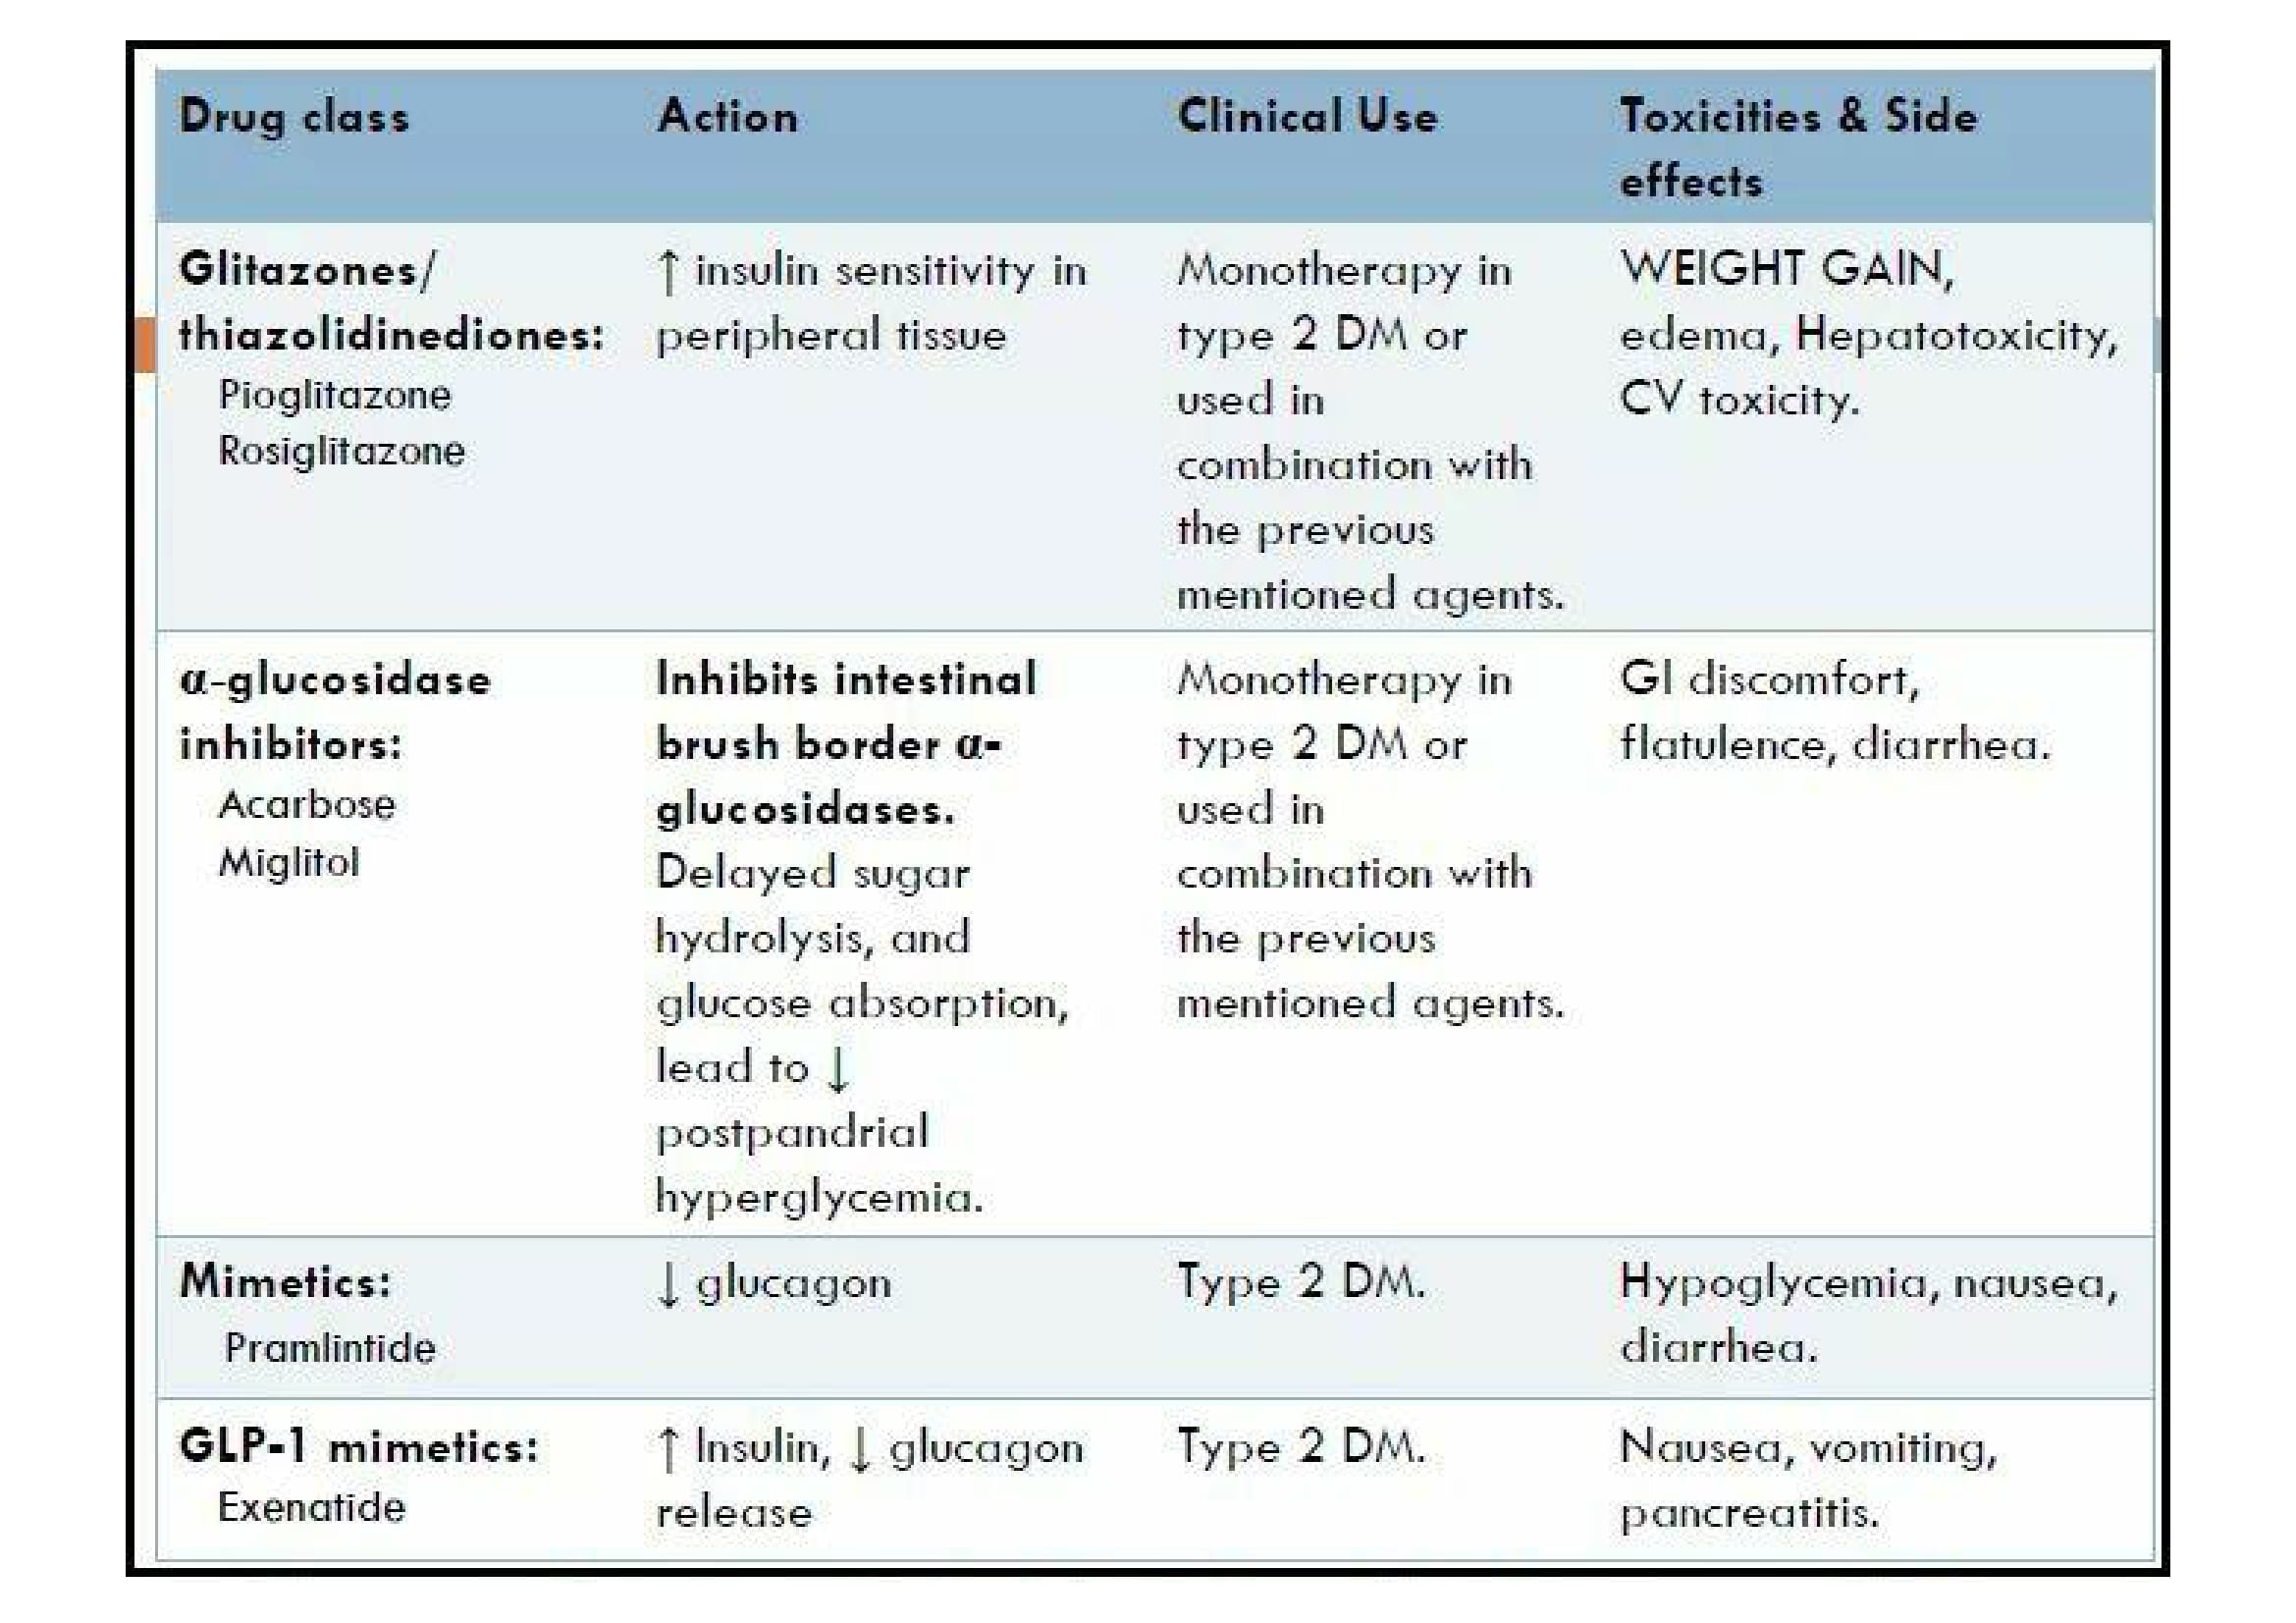 Drug class
Action
Clinical Use
Toxicities & Side
effects
Glitazones/
thiazolidinediones:
Pioglitazone
Rosiglitazone
↑ insulin sensitivity in
peripheral tissue
Monotherapy in
type 2 DM or
used in
combination with
the previous
mentioned agents.
WEIGHT GAIN,
edema, Hepatotoxicity,
CV toxicity.
α-glucosidase
inhibitors:
Acarbose
Miglitol
Inhibits intestinal
brush border α-
glucosidases.
Delayed sugar
hydrolysis, and
glucose absorption,
lead to ↓
postpandrial
hyperglycemia.
Monotherapy in
type 2 DM or
used in
combination with
the previous
mentioned agents.
GI discomfort,
flatulence, diarrhea.
Mimetics:
Pramlintide
↓ glucagon
Type 2 DM.
Hypoglycemia, nausea,
diarrhea.
GLP-1 mimetics:
Exenatide
↑ Insulin, ↓ glucagon
release
Type 2 DM.
Nausea, vomiting,
pancreatitis.